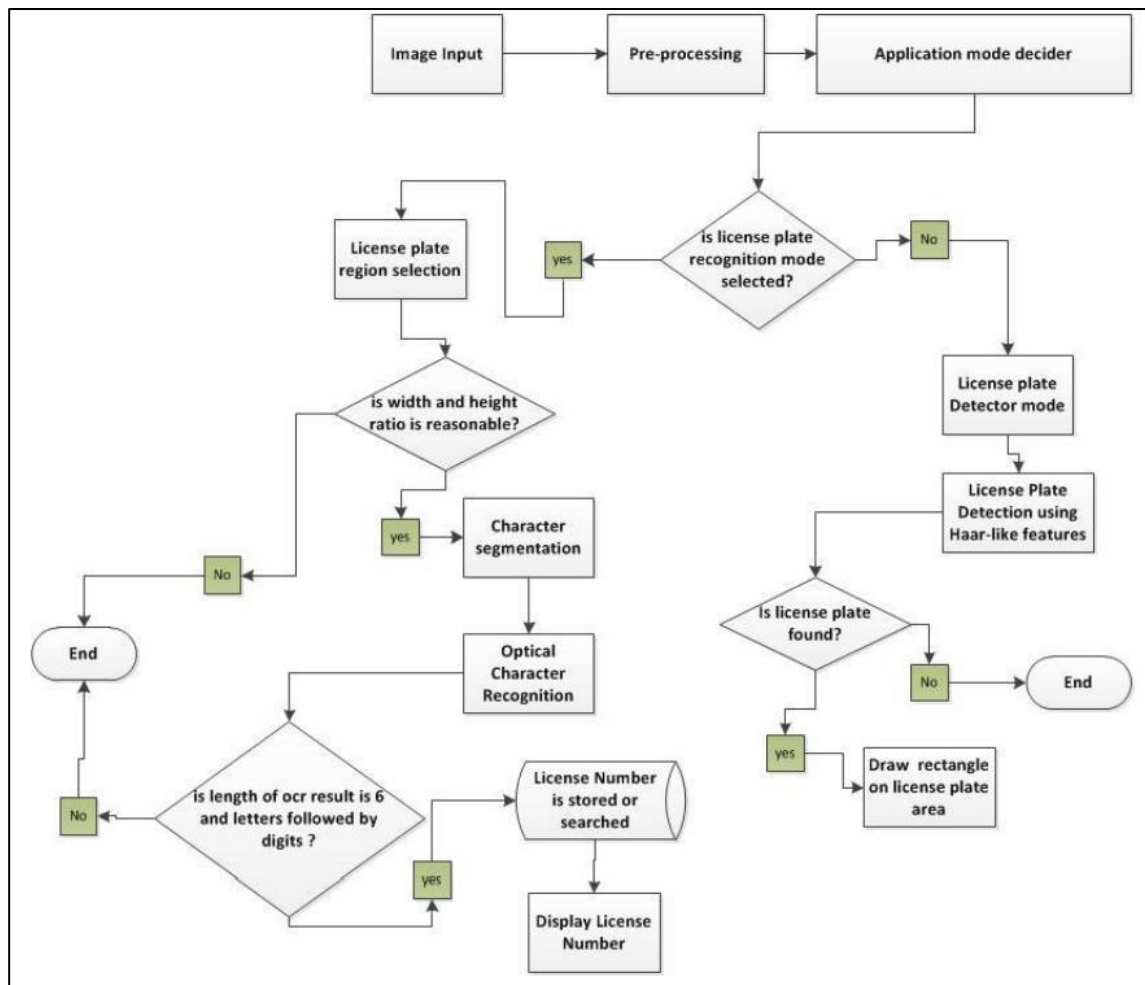 Image Input
Pre-processing
Application mode decider
is license plate
recognition mode
selected?
yes
No
License plate
region selection
is width and height
ratio is reasonable?
License plate
Detector mode
License Plate
Detection using
Haar-like features
yes
Character
segmentation
No
Is license plate
found?
End
Optical
Character
Recognition
No
End
yes
Draw rectangle
on license plate
area
is length of ocr result is 6
and letters followed by
digits ?
No
yes
License Number
is stored or
searched
Display License
Number